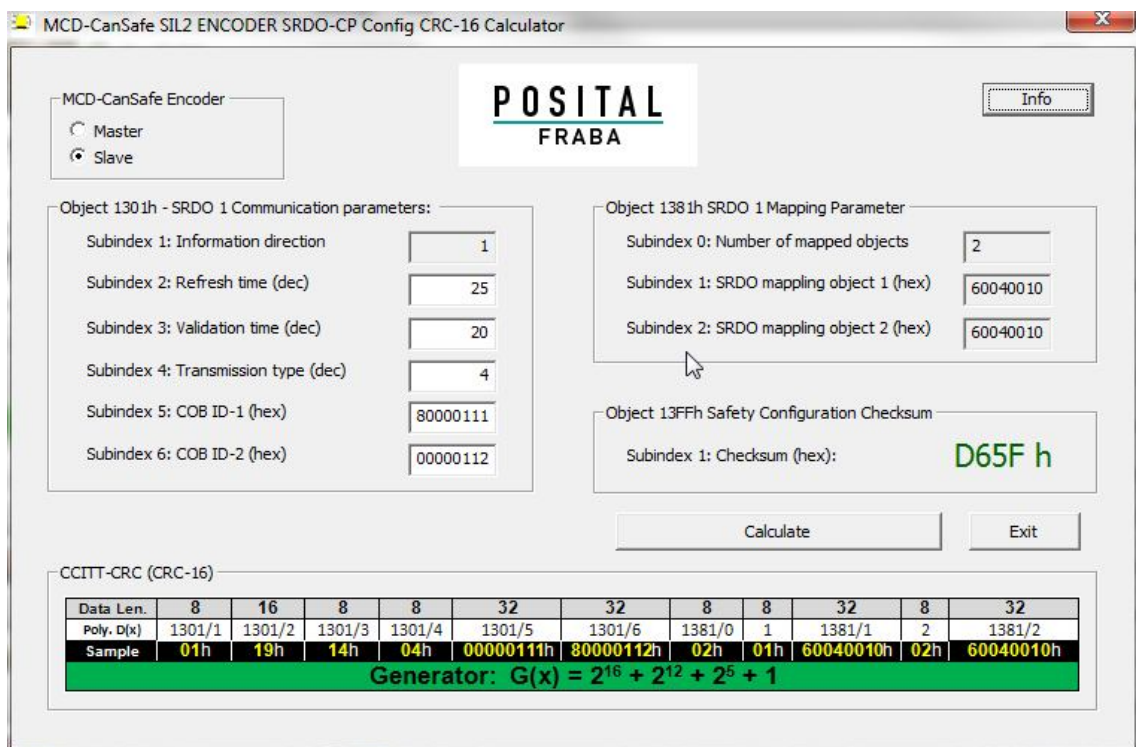 MCD-CanSafe SIL2 ENCODER SRDO-CP Config CRC-16 Calculator
X
MCD-CanSafe Encoder
Master
Slave
POSITAL
FRABA
Info
Object 1301h - SRDO 1 Communication parameters:
Subindex 1: Information direction 1
Subindex 2: Refresh time (dec) 25
Subindex 3: Validation time (dec) 20
Subindex 4: Transmission type (dec) 4
Subindex 5: COB ID-1 (hex) 80000111
Subindex 6: COB ID-2 (hex) 00000112
Object 1381h SRDO 1 Mapping Parameter
Subindex 0: Number of mapped objects 2
Subindex 1: SRDO mappling object 1 (hex) 60040010
Subindex 2: SRDO mappling object 2 (hex) 60040010
Object 13FFh Safety Configuration Checksum
Subindex 1: Checksum (hex): D65F h
Calculate Exit
CCITT-CRC (CRC-16)
Data Len. 8 16 8 8 32 32 8 8 32 8 32
Poly. D(x) 1301/1 1301/2 1301/3 1301/4 1301/5 1301/6 1381/0 1 1381/1 2 1381/2
Sample 01h 19h 14h 04h 00000111h 80000112h 02h 01h 60040010h 02h 60040010h
Generator: G(x) = 2¹⁶ + 2¹² + 2⁵ + 1